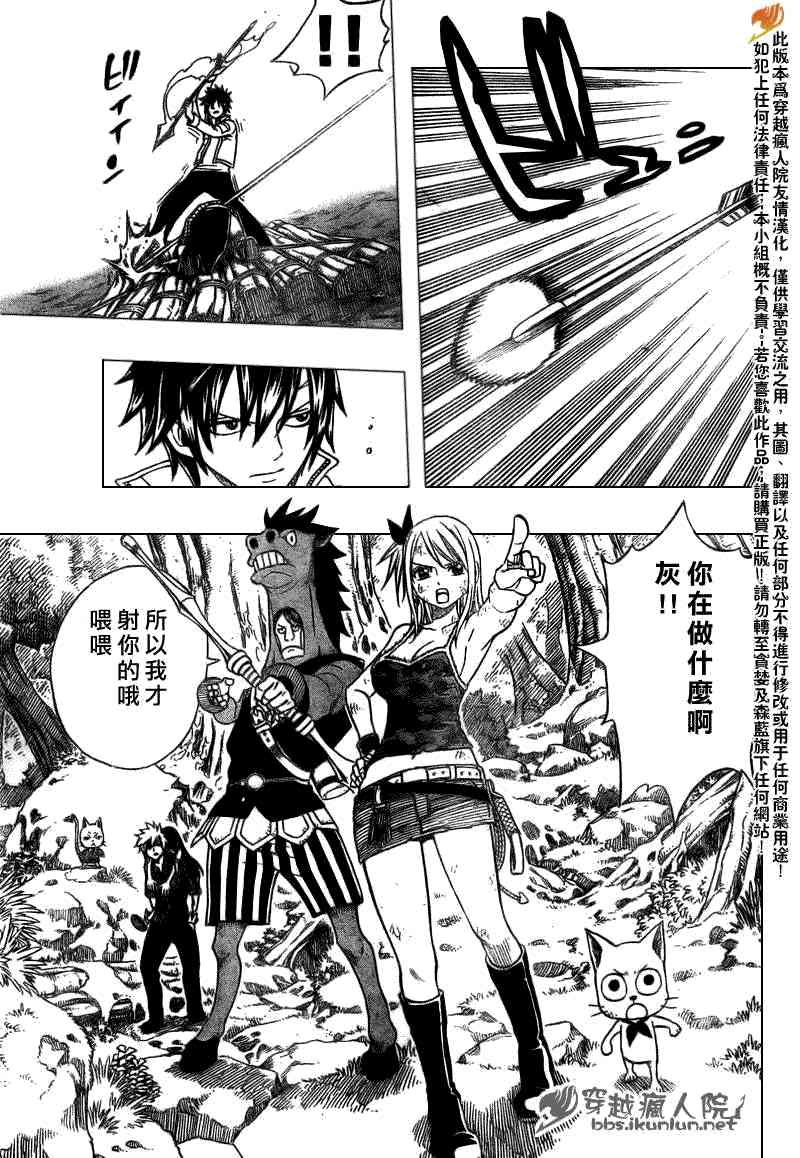 此版本爲穿越瘋人院友情漢化，僅供學習交流之用，其圖、翻譯以及任何部分不得進行修改或用于任何商業用途！
如犯上任何法律責任…本小組概不負責…若您喜歡此作品…請購買正版！！請勿轉至貪婪及森藍旗下任何網站！
ビュン
!!
ビィィィン
…
你在做什麼啊
灰!!
所以我才
射你的哦
喂喂
穿越瘋人院
bbs.ikunlun.net